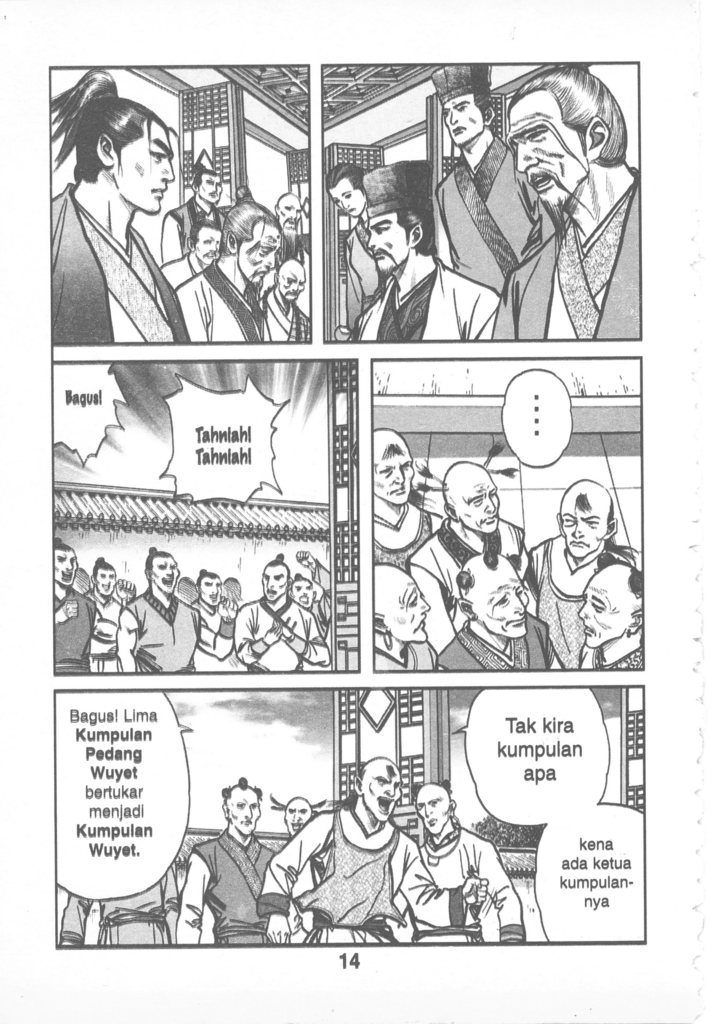 Bagus!
Tahniah!
Tahniah!
....
Bagus! Lima
Kumpulan
Pedang
Wuyet
bertukar
menjadi
Kumpulan
Wuyet.
Tak kira
kumpulan
apa
kena
ada ketua
kumpulan-
nya
14